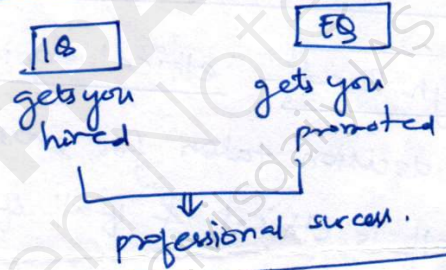 IQ
EQ
gets you
hired
gets you
promoted
professional success.